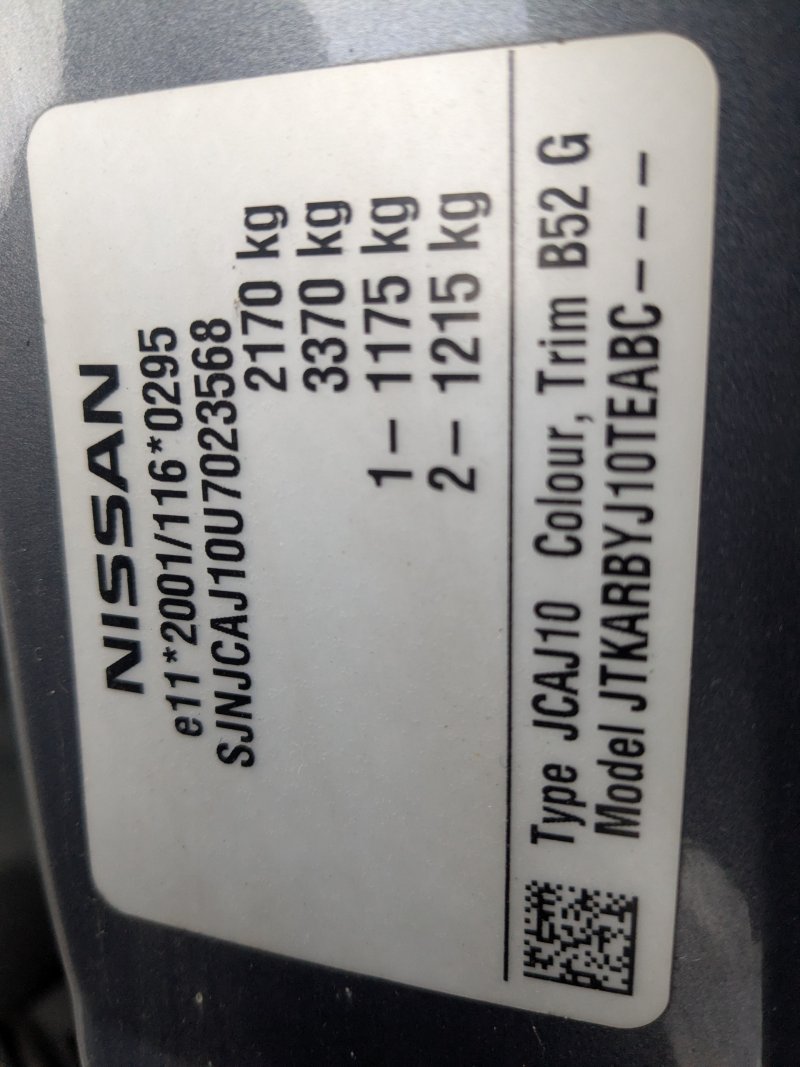 NISSAN
e11*2001/116*0295
SJNJCAJ10U7023568
2170 kg
3370 kg
1– 1175 kg
2– 1215 kg
Type JCAJ10 Colour, Trim B52 G
Model JTKARBYJ10TEABC–––